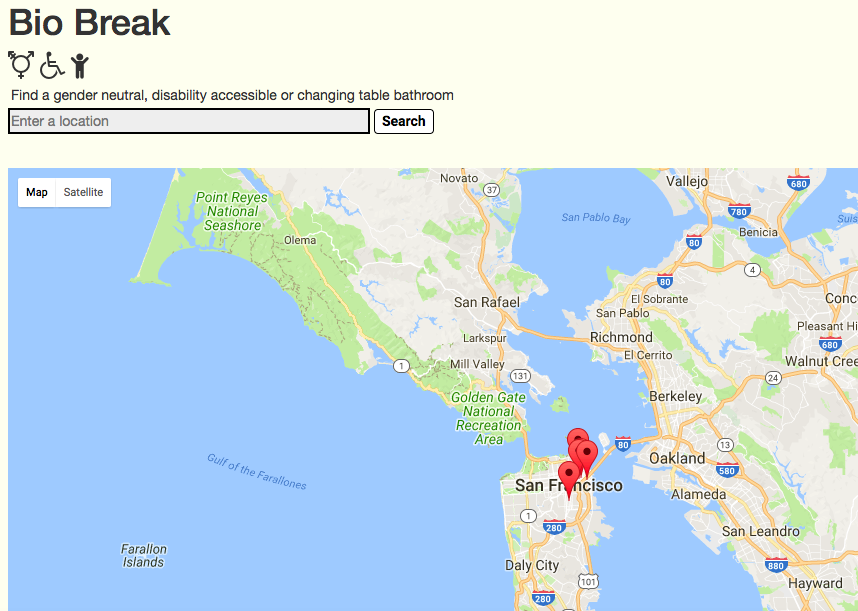 Bio Break
Find a gender neutral, disability accessible or changing table bathroom
Enter a location
Search
Map
Satellite
Novato
37
Vallejo
680
Point Reyes
National
Seashore
780
San Pablo Bay
Olema
Benicia
80
4
80
El Sobrante
San Rafael
San Pablo
Richmond
Pleasant Hi
Larkspur
680
El Cerrito
Mill Valley
Walnut Cree
1
131
24
Berkeley
Golden Gate
National
Recreation
Area
80
13
Oakland
580
Gulf of the Farallones
San Francisco
Alameda
1
280
San Leandro
Farallon
Islands
Daly City
880
101
Hayward
280